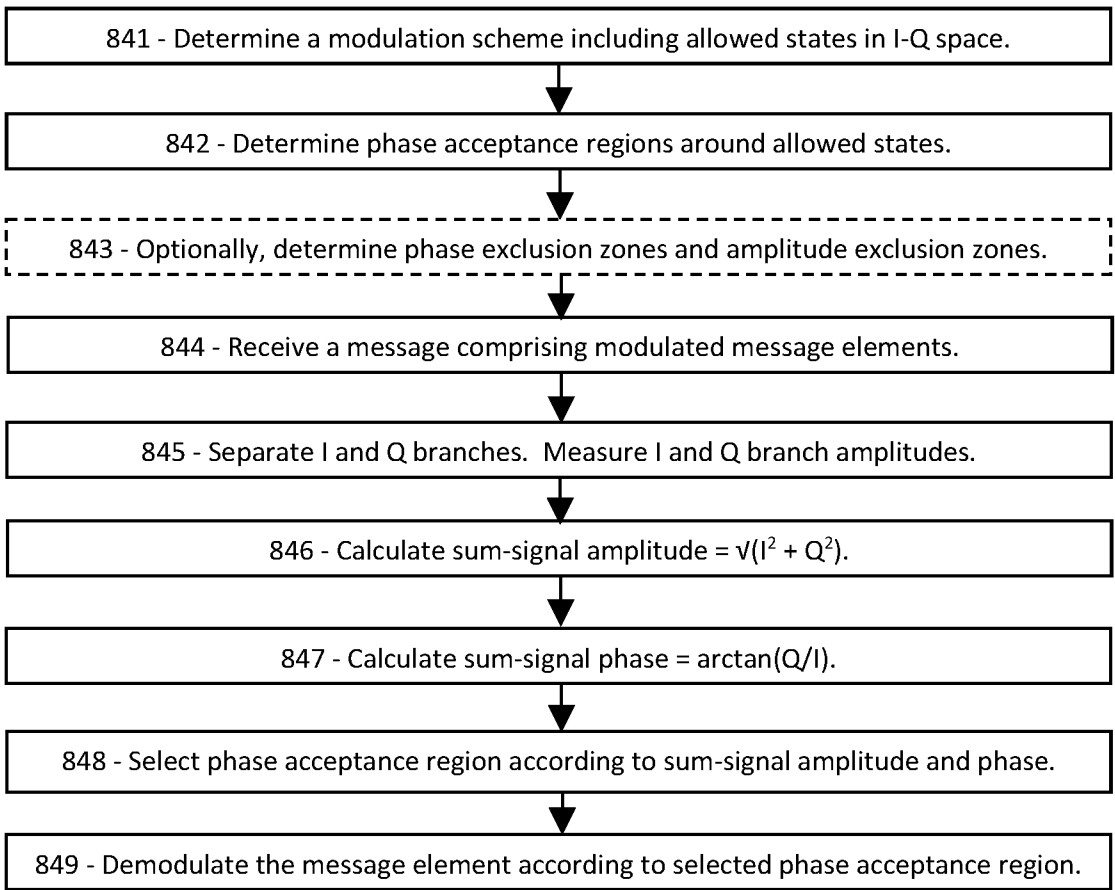 841 - Determine a modulation scheme including allowed states in I-Q space.
842 - Determine phase acceptance regions around allowed states.
843 - Optionally, determine phase exclusion zones and amplitude exclusion zones.
844 - Receive a message comprising modulated message elements.
845 - Separate I and Q branches.  Measure I and Q branch amplitudes.
846 - Calculate sum-signal amplitude = √(I² + Q²).
847 - Calculate sum-signal phase = arctan(Q/I).
848 - Select phase acceptance region according to sum-signal amplitude and phase.
849 - Demodulate the message element according to selected phase acceptance region.